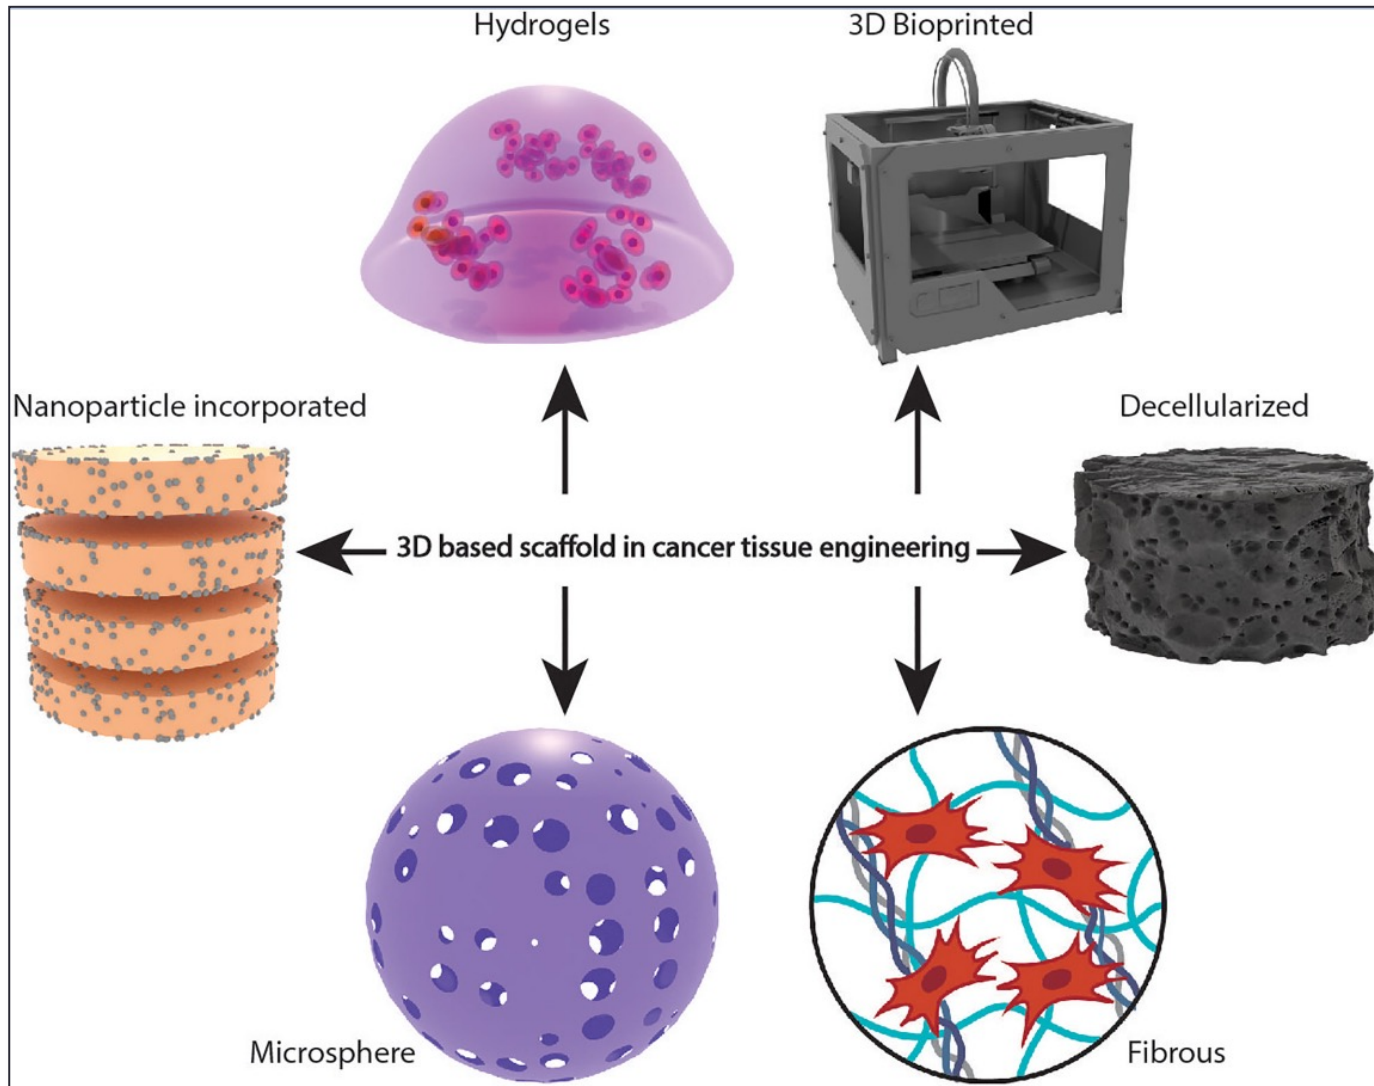 Hydrogels
3D Bioprinted
Nanoparticle incorporated
Decellularized
3D based scaffold in cancer tissue engineering
Microsphere
Fibrous